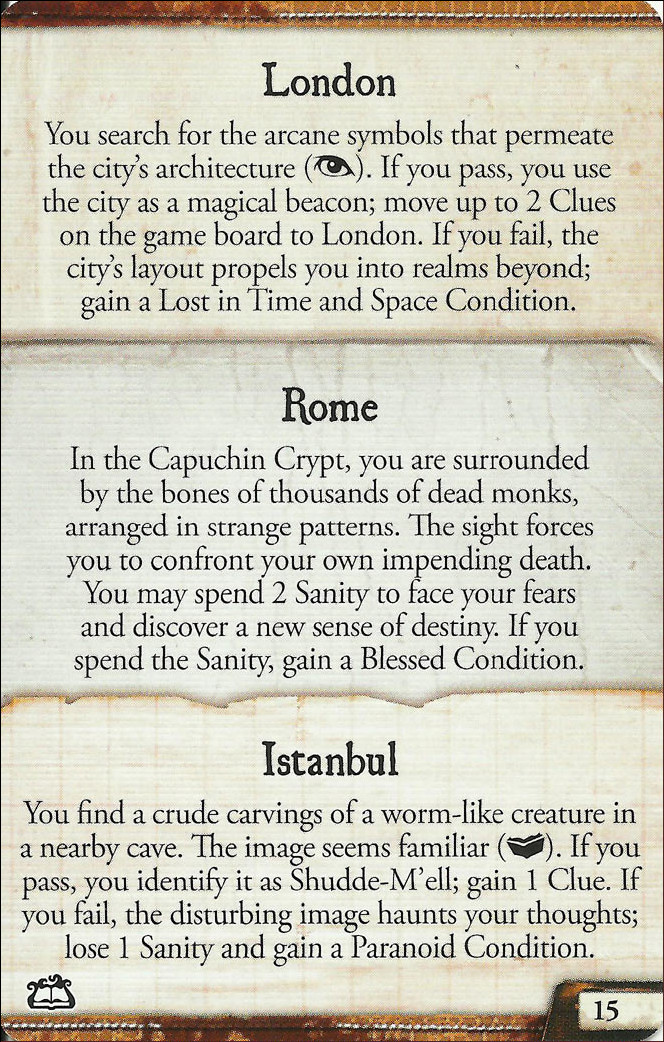 London
You search for the arcane symbols that permeate
the city's architecture (). If you pass, you use
the city as a magical beacon; move up to 2 Clues
on the game board to London. If you fail, the
city's layout propels you into realms beyond;
gain a Lost in Time and Space Condition.
Rome
In the Capuchin Crypt, you are surrounded
by the bones of thousands of dead monks,
arranged in strange patterns. The sight forces
you to confront your own impending death.
You may spend 2 Sanity to face your fears
and discover a new sense of destiny. If you
spend the Sanity, gain a Blessed Condition.
Istanbul
You find a crude carvings of a worm-like creature in
a nearby cave. The image seems familiar (). If you
pass, you identify it as Shudde-M'ell; gain 1 Clue. If
you fail, the disturbing image haunts your thoughts;
lose 1 Sanity and gain a Paranoid Condition.
15